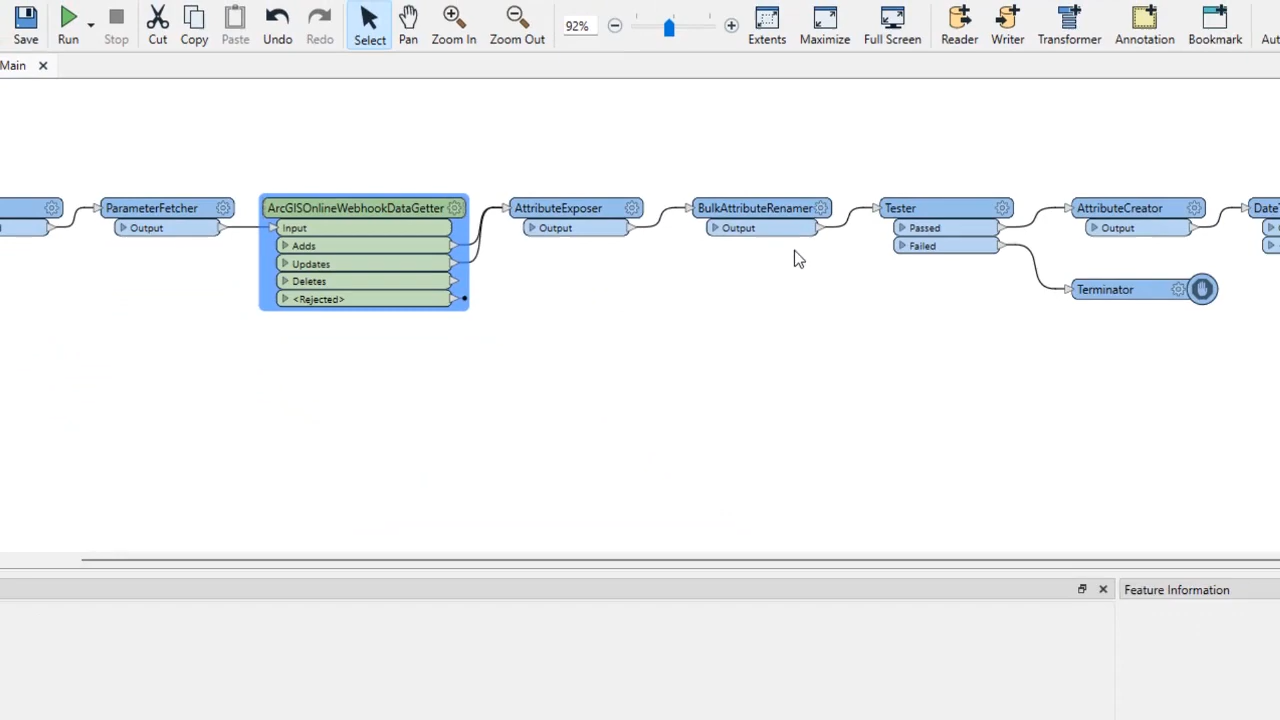 Save Run Stop Cut Copy Paste Undo Redo Select Pan Zoom In Zoom Out 92% Extents Maximize Full Screen Reader Writer Transformer Annotation Bookmark
Main
ParameterFetcher
Output
ArcGISOnlineWebhookDataGetter
Input
Adds
Updates
Deletes
<Rejected>
AttributeExposer
Output
BulkAttributeRenamer
Output
Tester
Passed
Failed
AttributeCreator
Output
Terminator
Feature Information